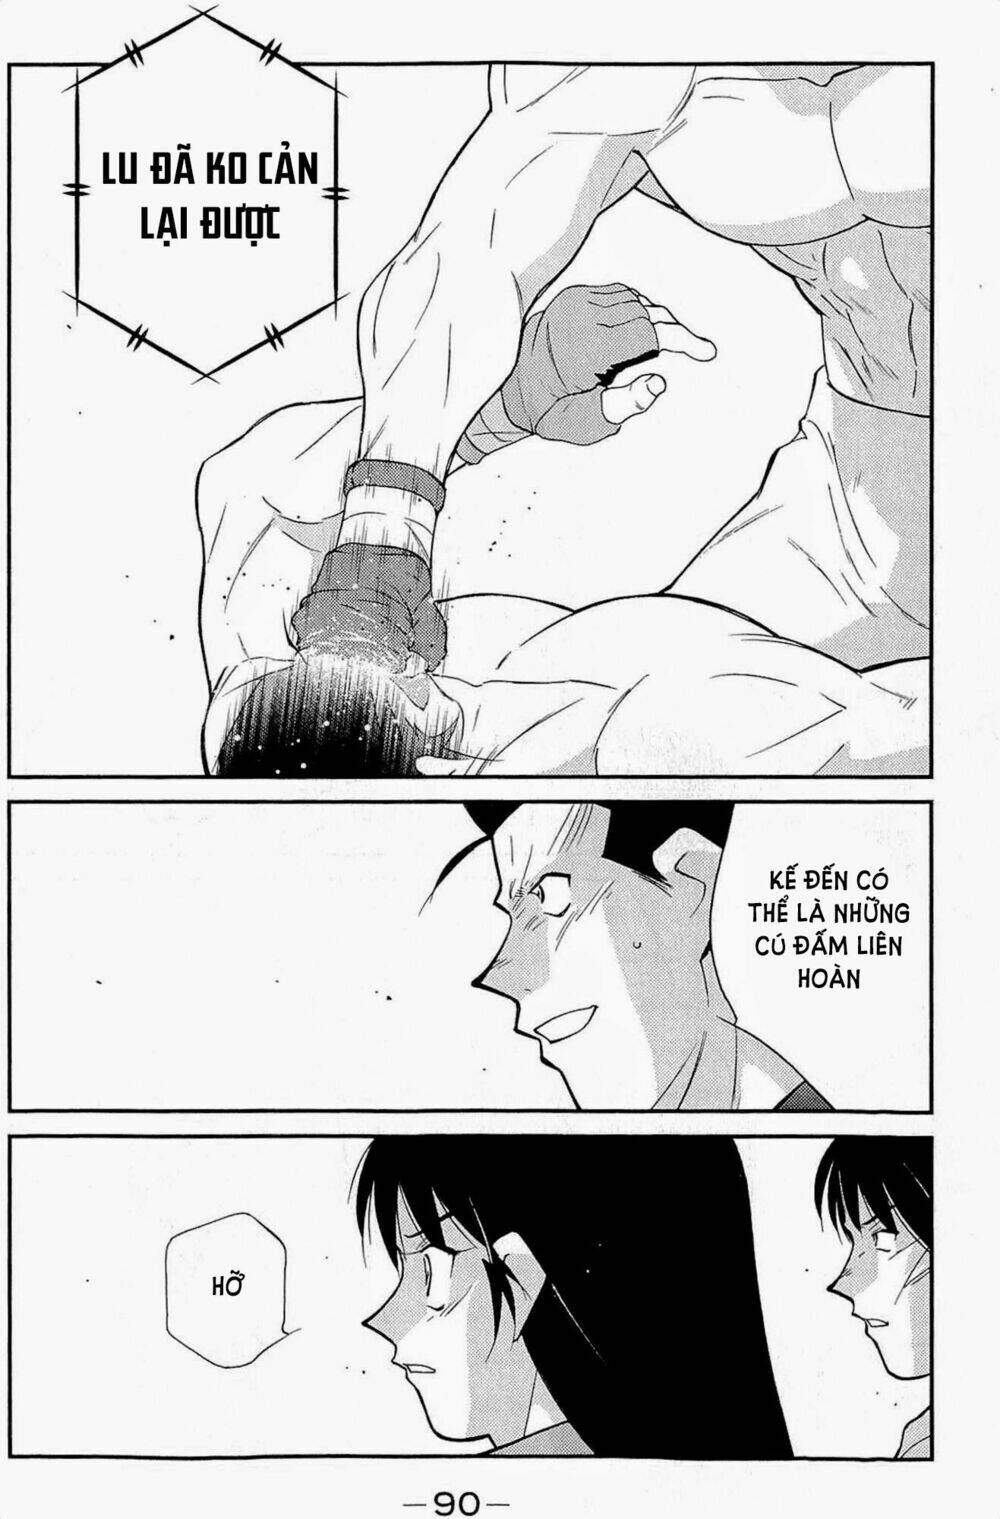 LU ĐÃ KO CẢN
LẠI ĐƯỢC
KẾ ĐẾN CÓ
THỂ LÀ NHỮNG
CÚ ĐẤM LIÊN
HOÀN
HỠ
—90—